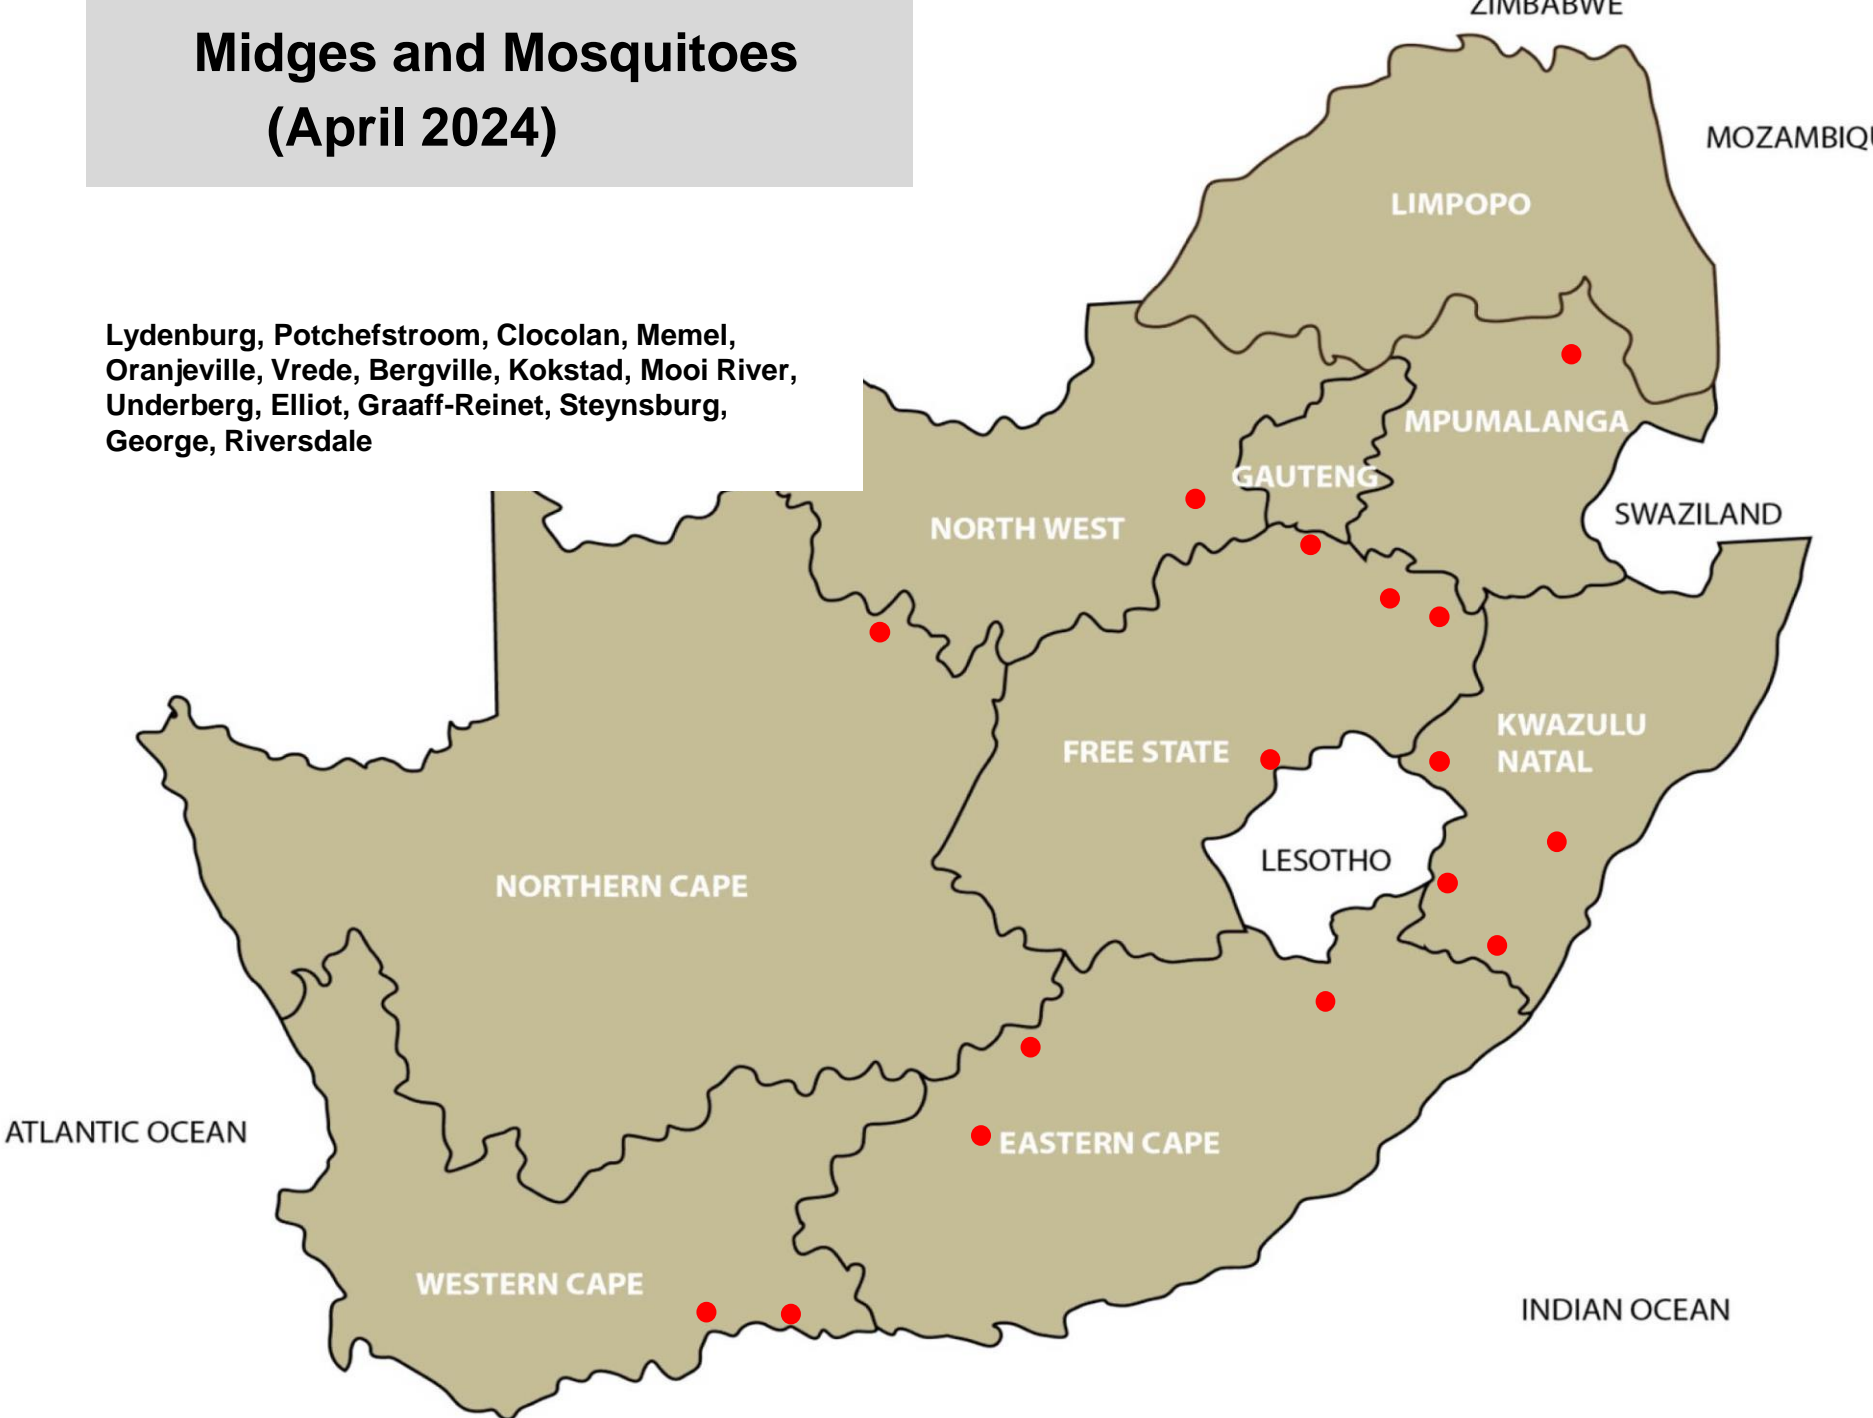 ZIMBABWE
Midges and Mosquitoes
(April 2024)
MOZAMBIQU
LIMPOPO
Lydenburg, Potchefstroom, Clocolan, Memel,
Oranjeville, Vrede, Bergville, Kokstad, Mooi River,
Underberg, Elliot, Graaff-Reinet, Steynsburg,
George, Riversdale
MPUMALANGA
GAUTENG
SWAZILAND
NORTH WEST
KWAZULU
NATAL
FREE STATE
LESOTHO
NORTHERN CAPE
ATLANTIC OCEAN
EASTERN CAPE
WESTERN CAPE
INDIAN OCEAN